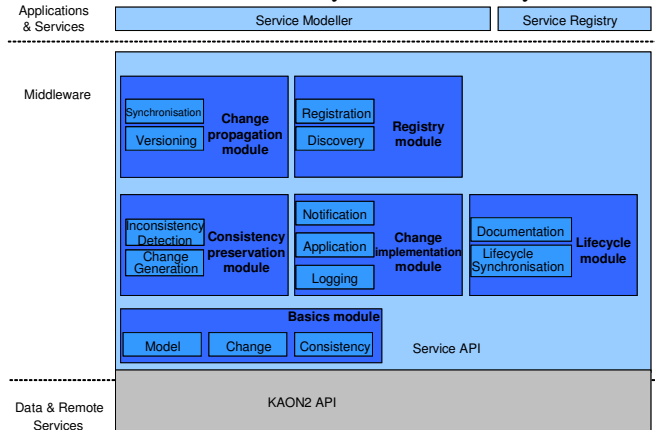 Applications
& Services
Service Modeller
Service Registry
Middleware
Synchronisation
Versioning
Change
propagation
module
Registration
Discovery
Registry
module
Inconsistency
Detection
Change
Generation
Consistency
preservation
module
Notification
Application
Logging
Change
implementation
module
Documentation
Lifecycle
Synchronisation
Lifecycle
module
Basics module
Model
Change
Consistency
Service API
KAON2 API
Data & Remote
Services